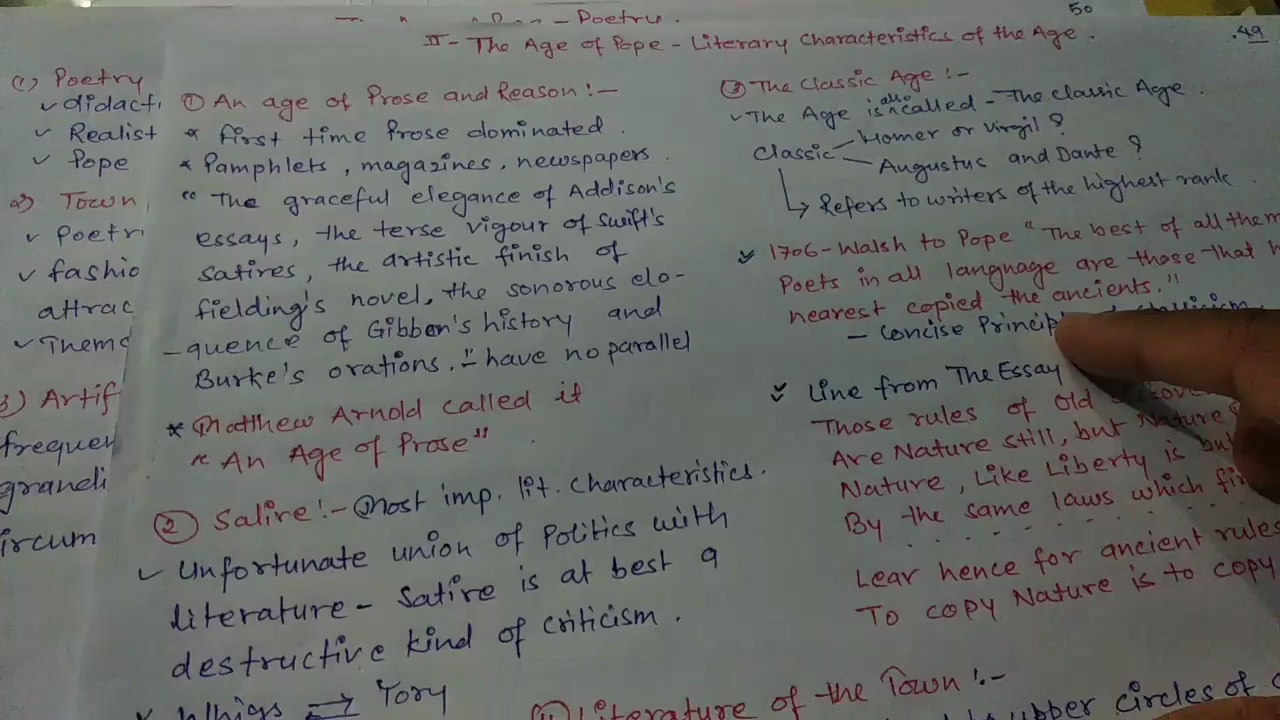 - Poetry.
II- The Age of Pope - Literary Characteristics of the Age.
50
49
(1) Poetry
✓ didacti
✓ Realist
✓ Pope
2) Town
✓ Poetr
✓ fashio
attrac
✓ Theme
3) Artif
frequen
grandi
ircum
① An age of Prose and Reason :-
* first time Prose dominated.
* Pamphlets, magazines, newspapers.
"The graceful elegance of Addison's
essays, the terse vigour of Swift's
satires, the artistic finish of
fielding's novel, the sonorous elo-
-quence of Gibben's history and
Burke's orations." - have no parallel
* Matthew Arnold called it
"An Age of Prose"
② Satire :- Most imp. lit. characteristics.
✓ Unfortunate union of Politics with
literature - Satire is at best a
destructive kind of criticism.
✓ Whigs ⇄ Tory
③ The Classic Age :-
✓ The Age is also called - The Classic Age.
Classic - Homer or Virgil ?
- Augustus and Dante ?
↳ Refers to writers of the highest rank.
1706 - Walsh to Pope "The best of all them
Poets in all language are those that h
nearest copied the ancients."
- Concise Princip
Line from The Essay
Those rules of old
Are Nature still, but Nature
Nature, Like Liberty is but
By the same laws which fi
. . . . . . . . .
Lear hence for ancient rules
To copy Nature is to copy
(4) Literature of the Town :-
upper circles of